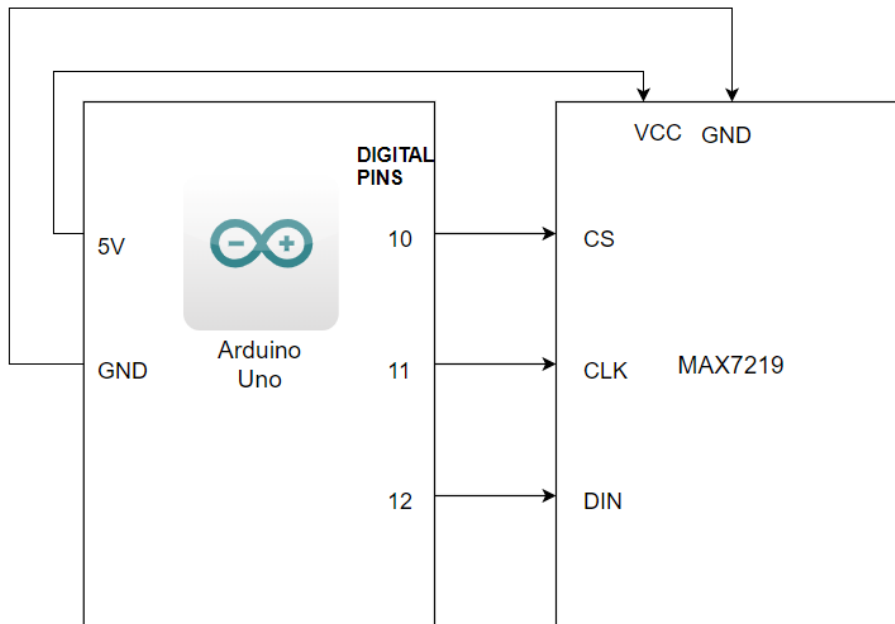 VCC GND
DIGITAL
PINS
5V
10
CS
Arduino
Uno
GND
11
CLK
MAX7219
12
DIN